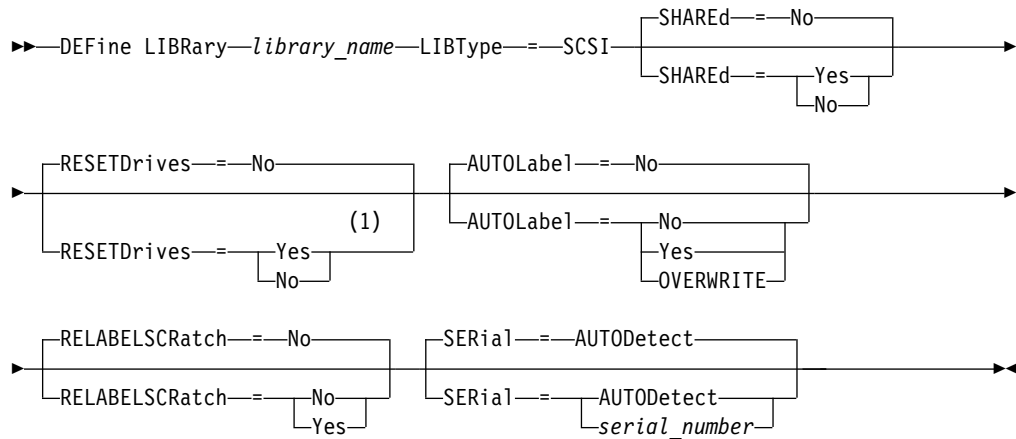 SHAREd = No
DEFine LIBRary library_name LIBType = SCSI
SHAREd = Yes
No
RESETDrives = No
AUTOLabel = No
(1)
RESETDrives = Yes
No
AUTOLabel = No
Yes
OVERWRITE
RELABELSCRatch = No
SERial = AUTODetect
RELABELSCRatch = No
Yes
SERial = AUTODetect
serial_number